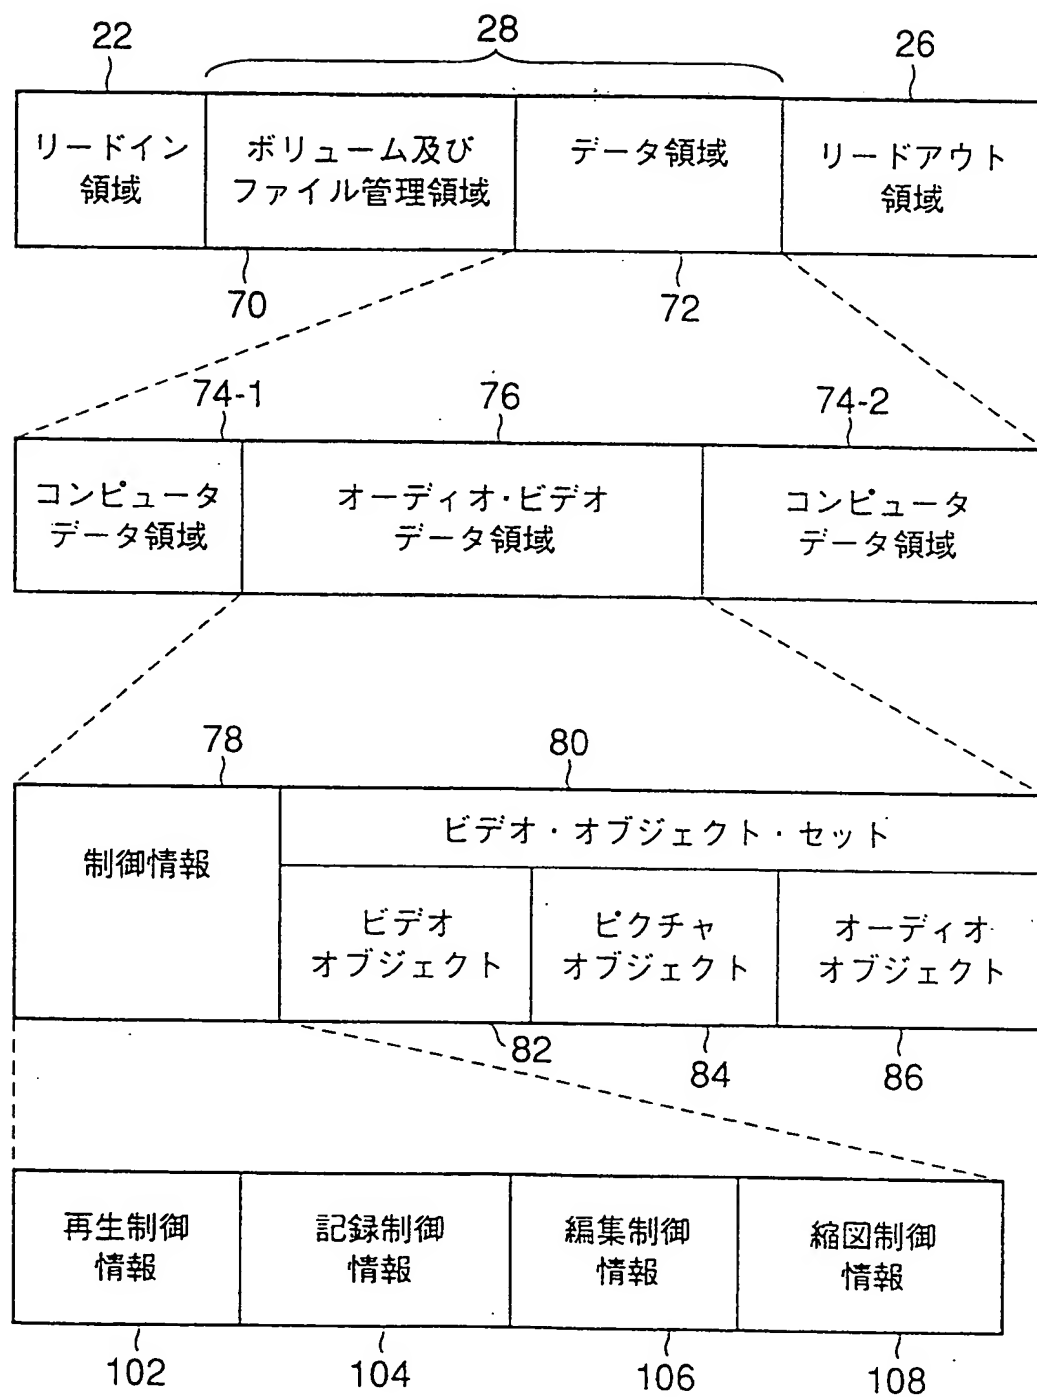 22
28
26
リードイン
領域
ボリューム及び
ファイル管理領域
データ領域
リードアウト
領域
70
72
74-1
76
74-2
コンピュータ
データ領域
オーディオ・ビデオ
データ領域
コンピュータ
データ領域
78
80
制御情報
ビデオ・オブジェクト・セット
ビデオ
オブジェクト
ピクチャ
オブジェクト
オーディオ
オブジェクト
82
84
86
再生制御
情報
記録制御
情報
編集制御
情報
縮図制御
情報
102
104
106
108